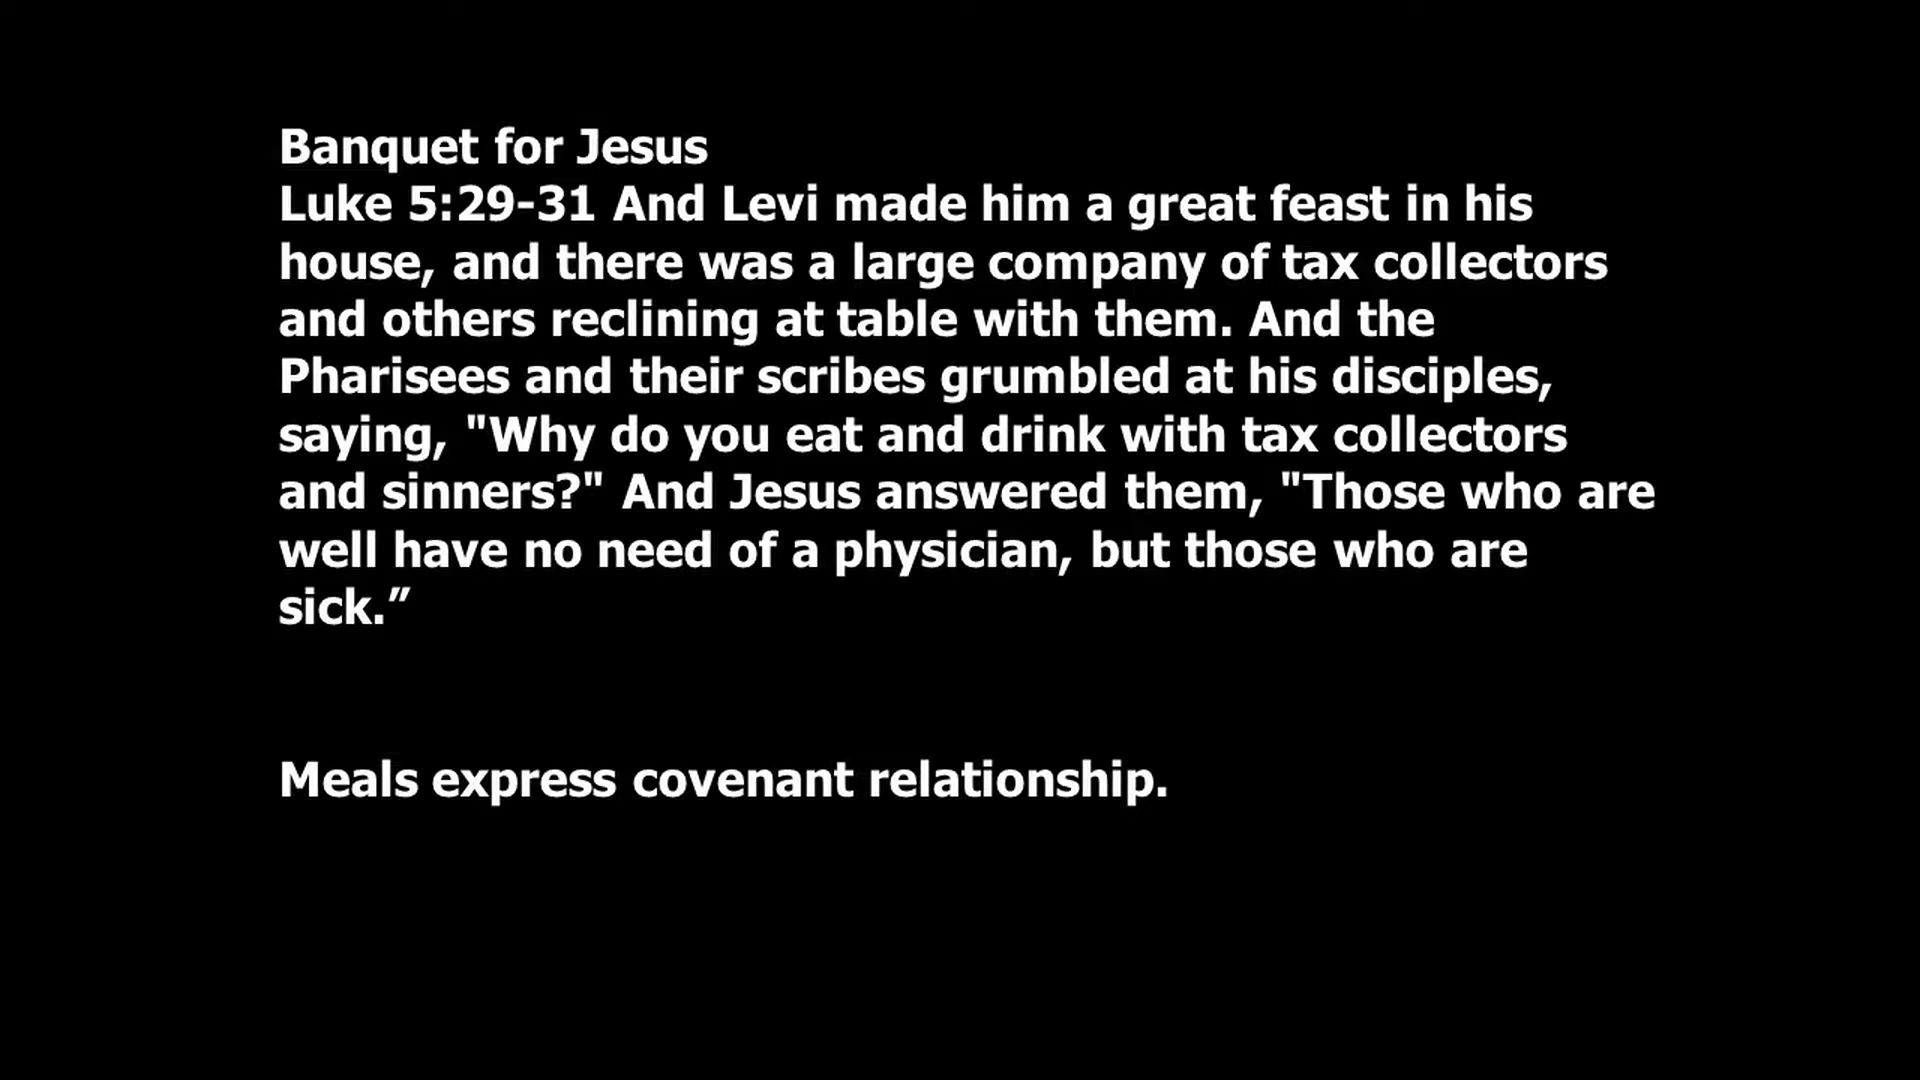 Banquet for Jesus
Luke 5:29-31 And Levi made him a great feast in his
house, and there was a large company of tax collectors
and others reclining at table with them. And the
Pharisees and their scribes grumbled at his disciples,
saying, "Why do you eat and drink with tax collectors
and sinners?" And Jesus answered them, "Those who are
well have no need of a physician, but those who are
sick.”
Meals express covenant relationship.